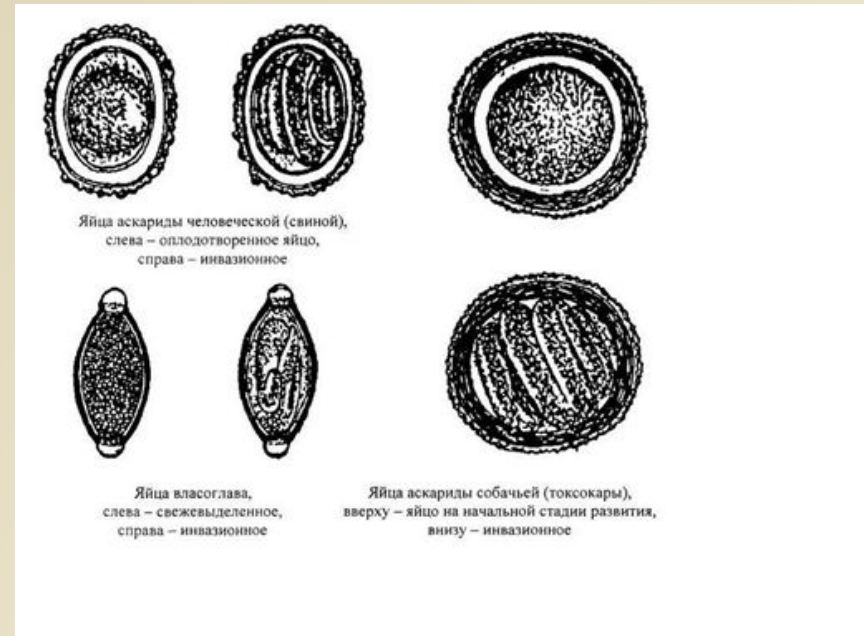 Яйца аскариды человеческой (свиной),
слева – оплодотворенное яйцо,
справа – инвазионное
Яйца власоглава,
слева – свежевыделенное,
справа – инвазионное
Яйца аскариды собачьей (токсокары),
вверху – яйцо на начальной стадии развития,
внизу – инвазионное